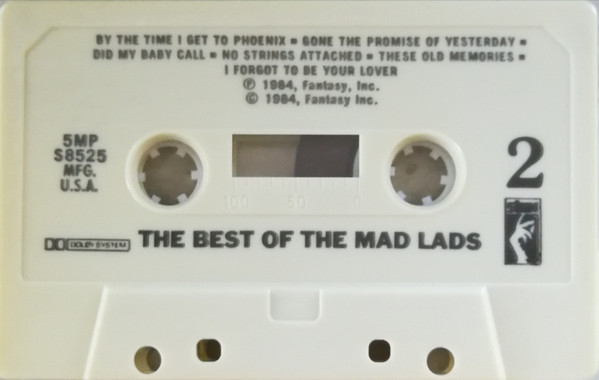 BY THE TIME I GET TO PHOENIX ▪ GONE THE PROMISE OF YESTERDAY ▪
DID MY BABY CALL ▪ NO STRINGS ATTACHED ▪ THESE OLD MEMORIES ▪
I FORGOT TO BE YOUR LOVER
℗ 1984, Fantasy, Inc.
© 1984, Fantasy Inc.
5MP
S8525
MFG.
U.S.A.
2
100 50 0
DOLBY SYSTEM
THE BEST OF THE MAD LADS